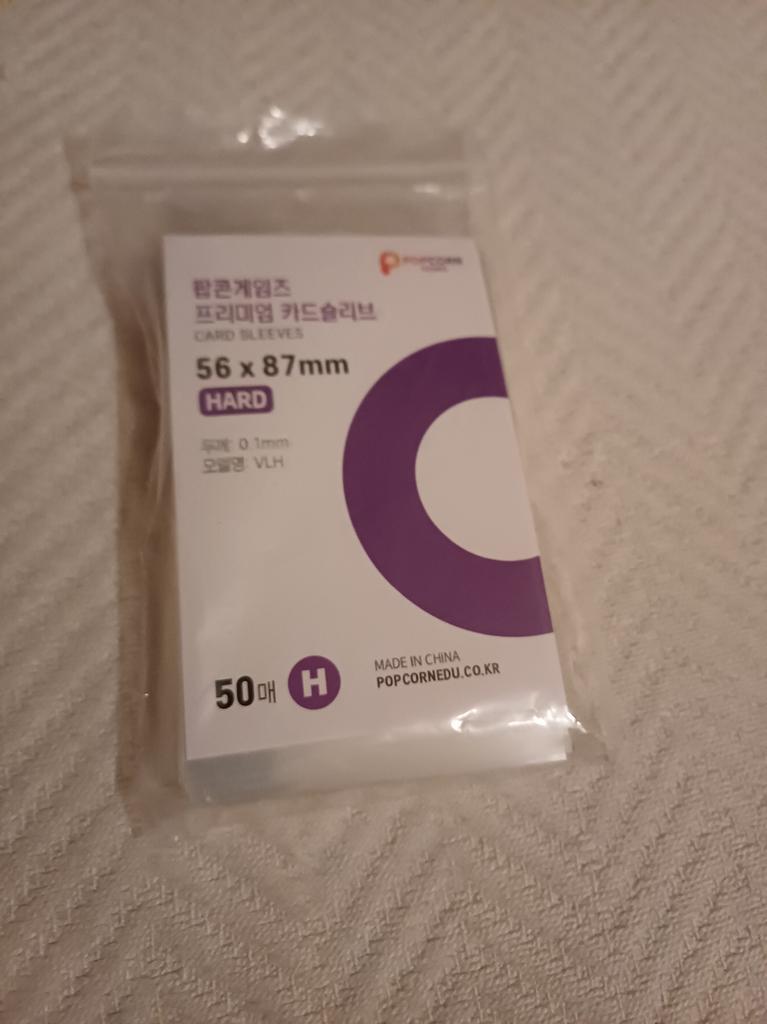 POPCORN
팝콘게임즈
프리미엄 카드슬리브
CARD SLEEVES
56 x 87mm
HARD
두께: 0.1mm
모델명: VLH
50매
H
MADE IN CHINA
POPCORNEDU.CO.KR